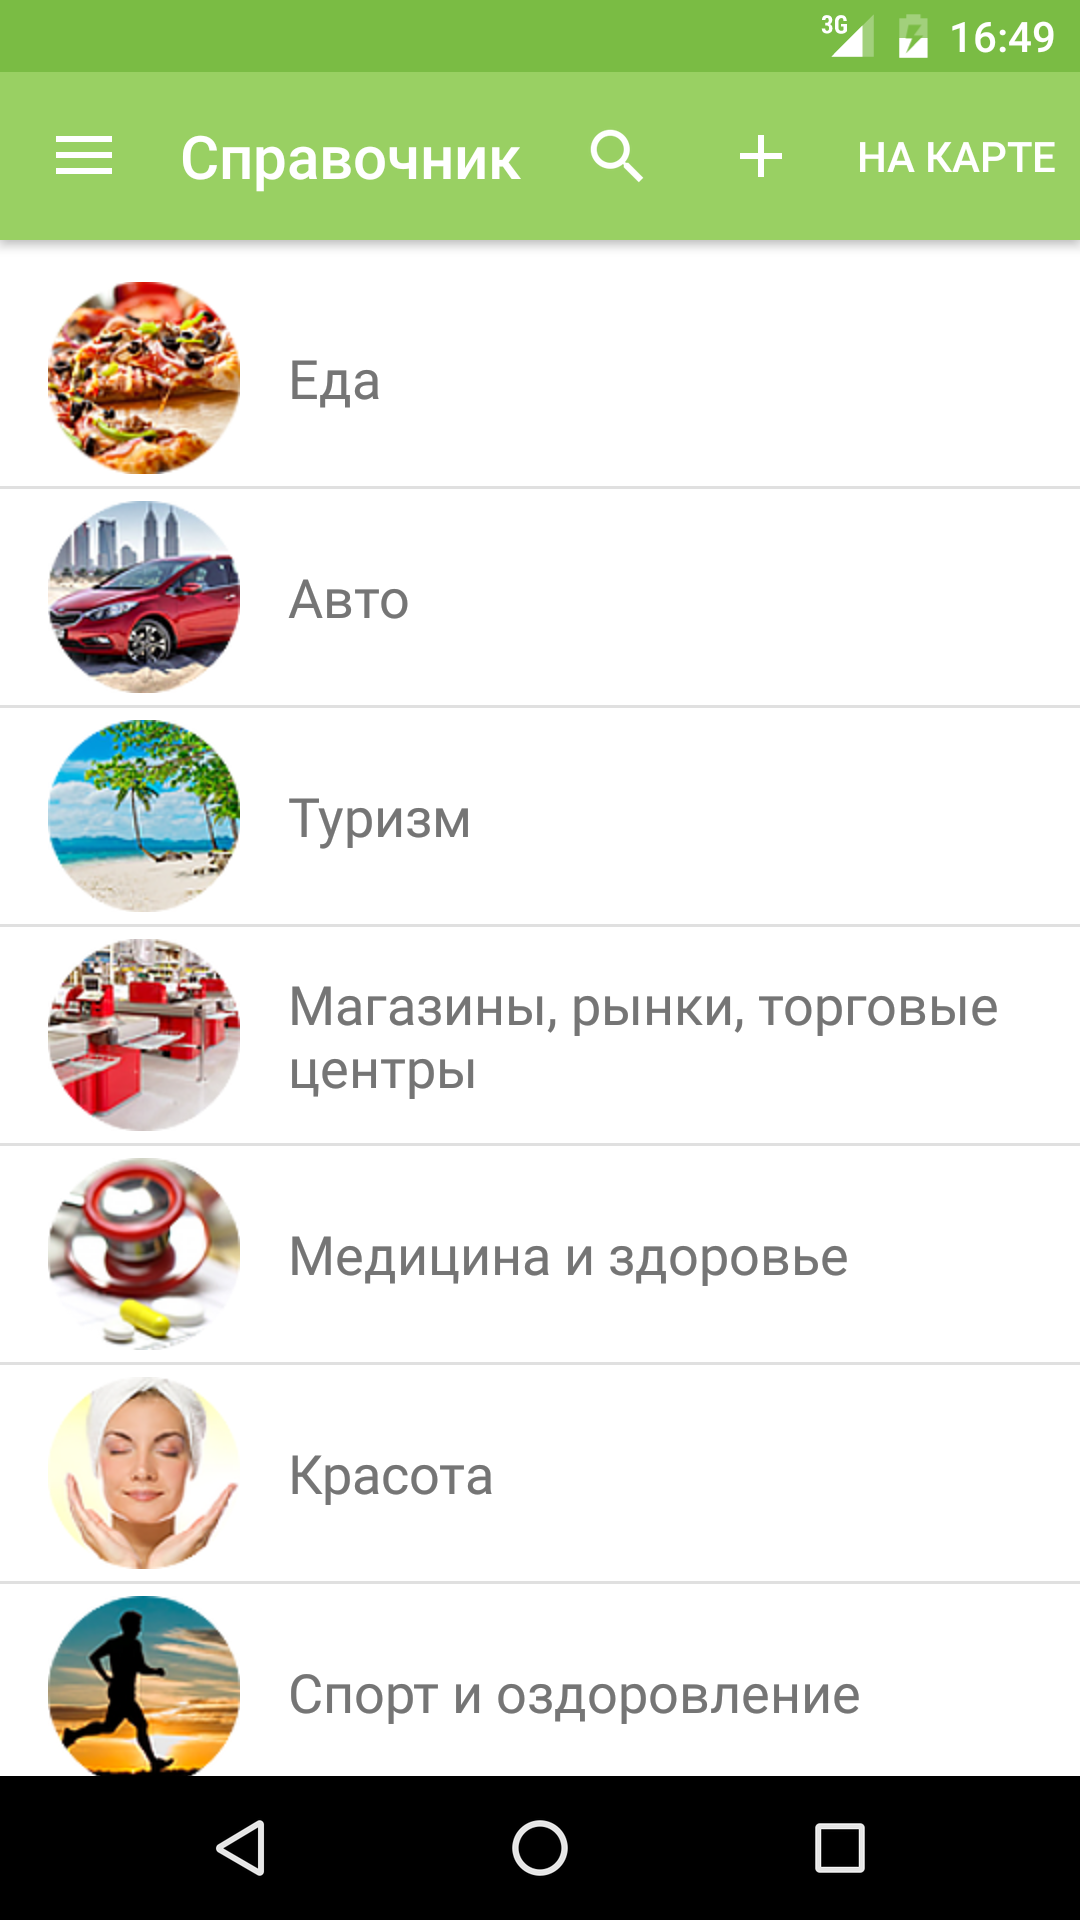 3G 16:49
Справочник НА КАРТЕ
Еда
Авто
Туризм
Магазины, рынки, торговые
центры
Медицина и здоровье
Красота
Спорт и оздоровление